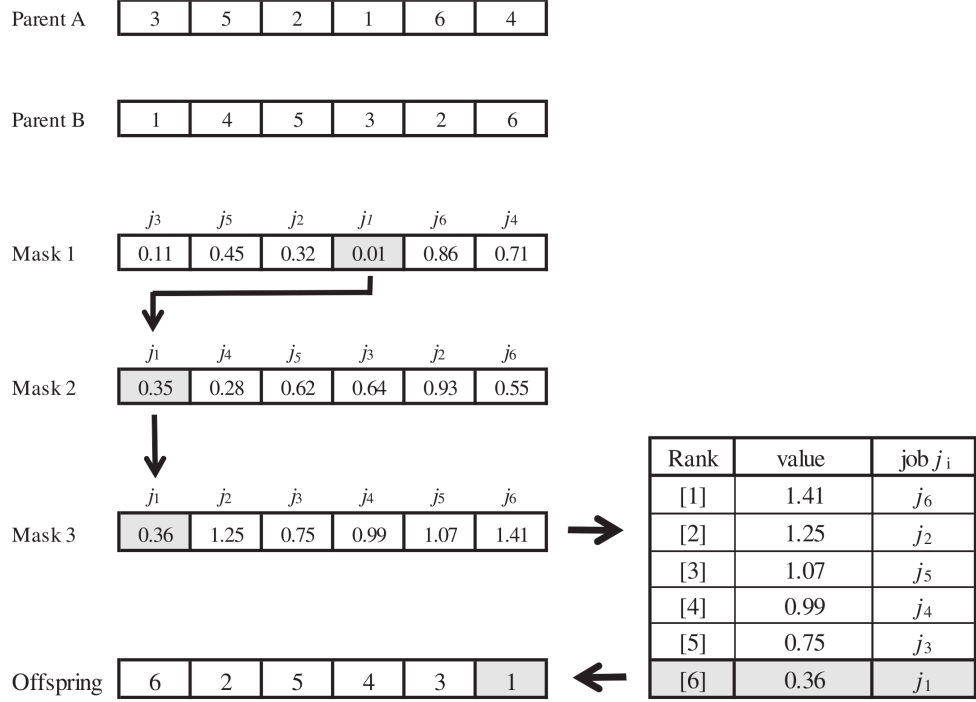 Parent A 3 5 2 1 6 4
Parent B 1 4 5 3 2 6
j3 j5 j2 j1 j6 j4
Mask 1 0.11 0.45 0.32 0.01 0.86 0.71
j1 j4 j5 j3 j2 j6
Mask 2 0.35 0.28 0.62 0.64 0.93 0.55
j1 j2 j3 j4 j5 j6
Mask 3 0.36 1.25 0.75 0.99 1.07 1.41
Rank value job j i
[1] 1.41 j6
[2] 1.25 j2
[3] 1.07 j5
[4] 0.99 j4
[5] 0.75 j3
[6] 0.36 j1
Offspring 6 2 5 4 3 1